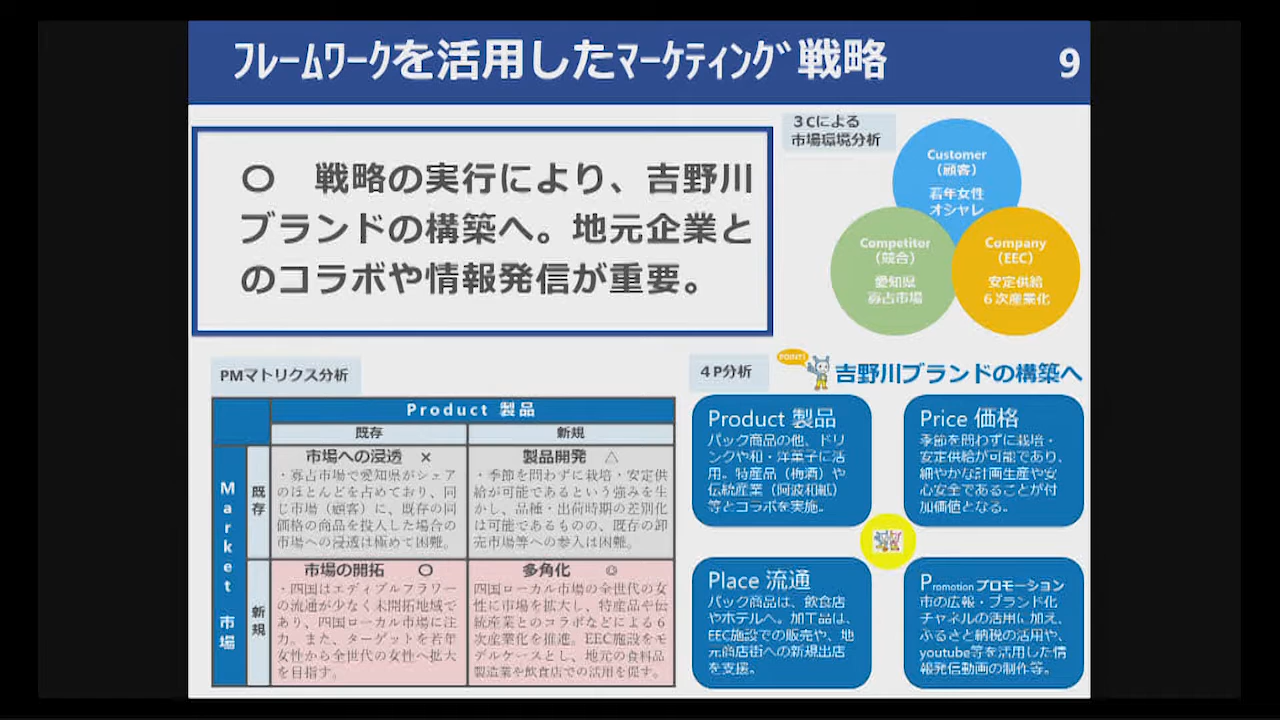 フレームワークを活用したマーケティング戦略
9
〇　戦略の実行により、吉野川
ブランドの構築へ。地元企業と
のコラボや情報発信が重要。
３Cによる
市場環境分析
Customer
（顧客）
若年女性
オシャレ
Competitor
（競合）
愛知県
寡占市場
Company
（EEC）
安定供給
６次産業化
PMマトリクス分析
Product 製品
既存
新規
Market 市場
既存
市場への浸透　×
・寡占市場で愛知県がシェア
のほとんどを占めており、同
じ市場（顧客）に、既存の同
価格の商品を投入した場合の
市場への浸透は極めて困難。
製品開発　△
・季節を問わずに栽培・安定供
給が可能であるという強みを生
かし、品種・出荷時期の差別化
は可能であるものの、既存の卸
売市場等への参入は困難。
新規
市場の開拓　〇
・四国はエディブルフラワー
の流通が少なく未開拓地域で
あり、四国ローカル市場に注
力。また、ターゲットを若年
女性から全世代の女性へ拡大
を目指す。
多角化　◎
四国ローカル市場の全世代の女
性に市場を拡大し、特産品や伝
統産業とのコラボなどによる６
次産業化を推進。EEC施設をモ
デルケースとし、地元の食料品
製造業や飲食店での活用を促す。
４P分析
POINT!
吉野川ブランドの構築へ
Product 製品
パック商品の他、ドリ
ンクや和・洋菓子に活
用。特産品（梅酒）や
伝統産業（阿波和紙）
等とコラボを実施。
Price 価格
季節を問わずに栽培・
安定供給が可能であり、
細やかな計画生産や安
心安全であることが付
加価値となる。
Place 流通
パック商品は、飲食店
やホテルへ。加工品は、
EEC施設での販売や、地
元商店街への新規出店
を支援。
Promotion プロモーション
市の広報・ブランド化
チャネルの活用に加え、
ふるさと納税の活用や、
youtube等を活用した情
報発信動画の制作等。